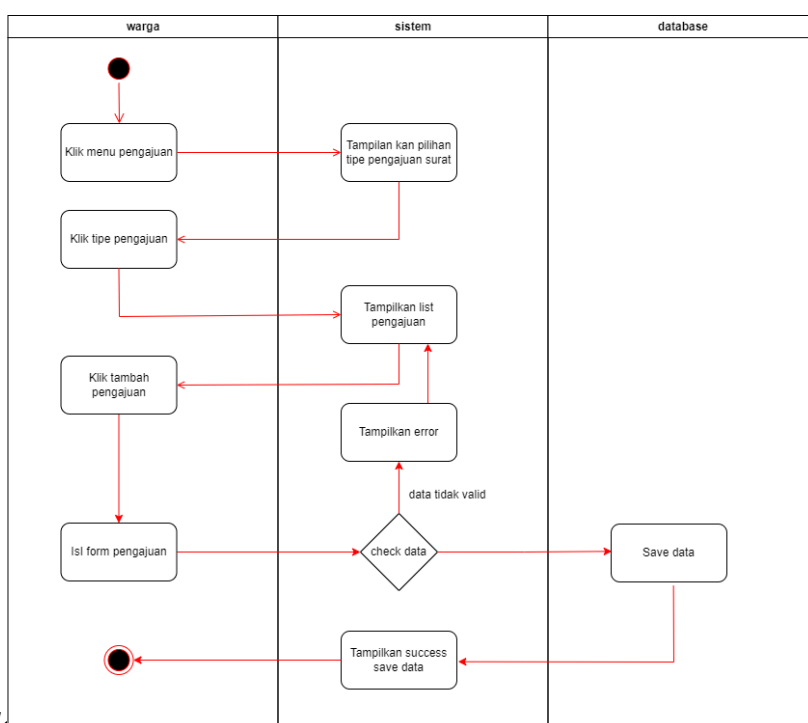 warga
sistem
database
Klik menu pengajuan
Tampilan kan pilihan
tipe pengajuan surat
Klik tipe pengajuan
Tampilkan list
pengajuan
Klik tambah
pengajuan
Tampilkan error
data tidak valid
IsI form pengajuan
check data
Save data
Tampilkan success
save data